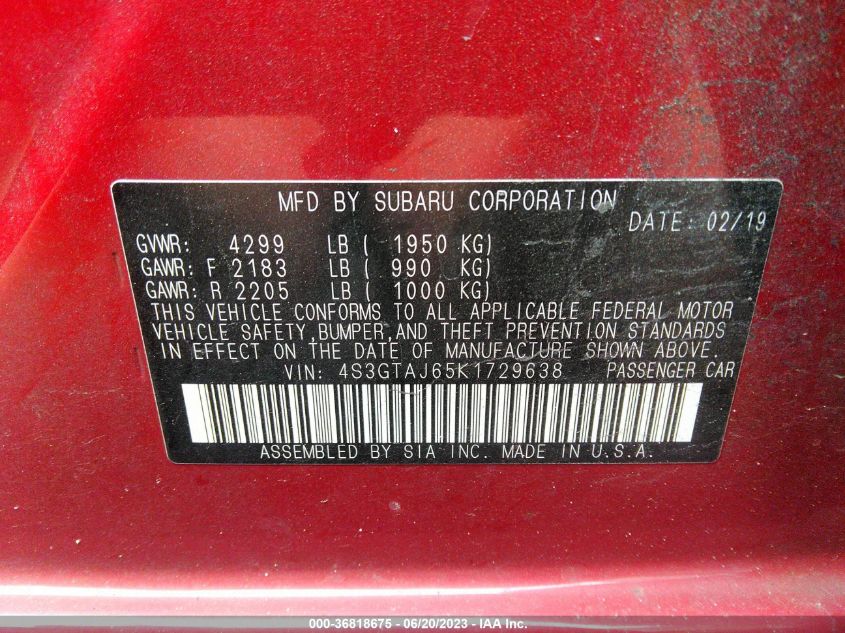 MFD BY SUBARU CORPORATION
DATE: 02/19
GVWR: 4299 LB ( 1950 KG)
GAWR: F 2183 LB ( 990 KG)
GAWR: R 2205 LB ( 1000 KG)
THIS VEHICLE CONFORMS TO ALL APPLICABLE FEDERAL MOTOR
VEHICLE SAFETY,BUMPER,AND THEFT PREVENTION STANDARDS
IN EFFECT ON THE DATE OF MANUFACTURE SHOWN ABOVE.
VIN: 4S3GTAJ65K1729638 PASSENGER CAR
ASSEMBLED BY SIA INC. MADE IN U.S.A.
000-36818675 - 06/20/2023 - IAA Inc.